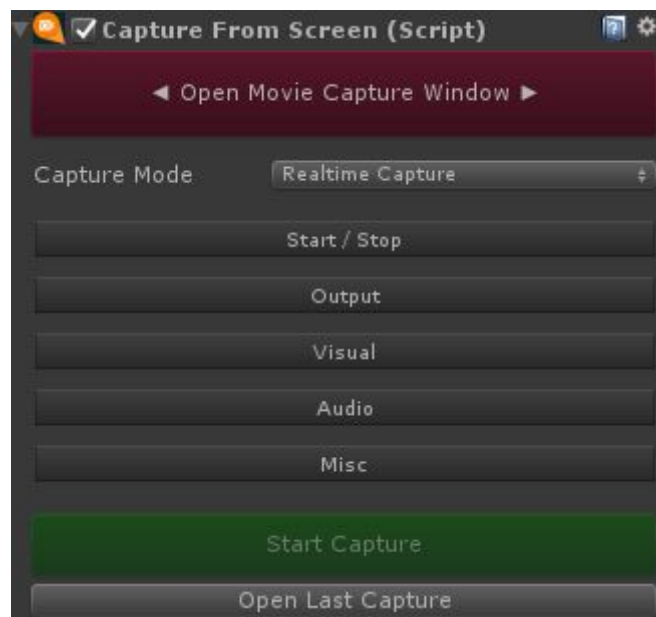 Capture From Screen (Script)
◄ Open Movie Capture Window ►
Capture Mode Realtime Capture
Start / Stop
Output
Visual
Audio
Misc
Start Capture
Open Last Capture